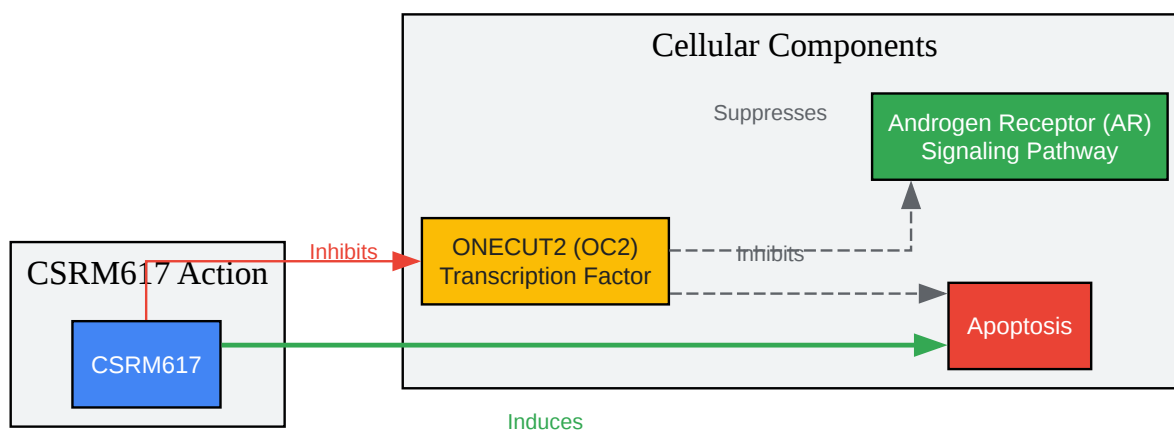 Cellular Components
Suppresses
Androgen Receptor (AR)
Signaling Pathway
Inhibits
ONECUT2 (OC2)
Transcription Factor
Inhibits
CSRM617 Action
CSRM617
Apoptosis
Induces